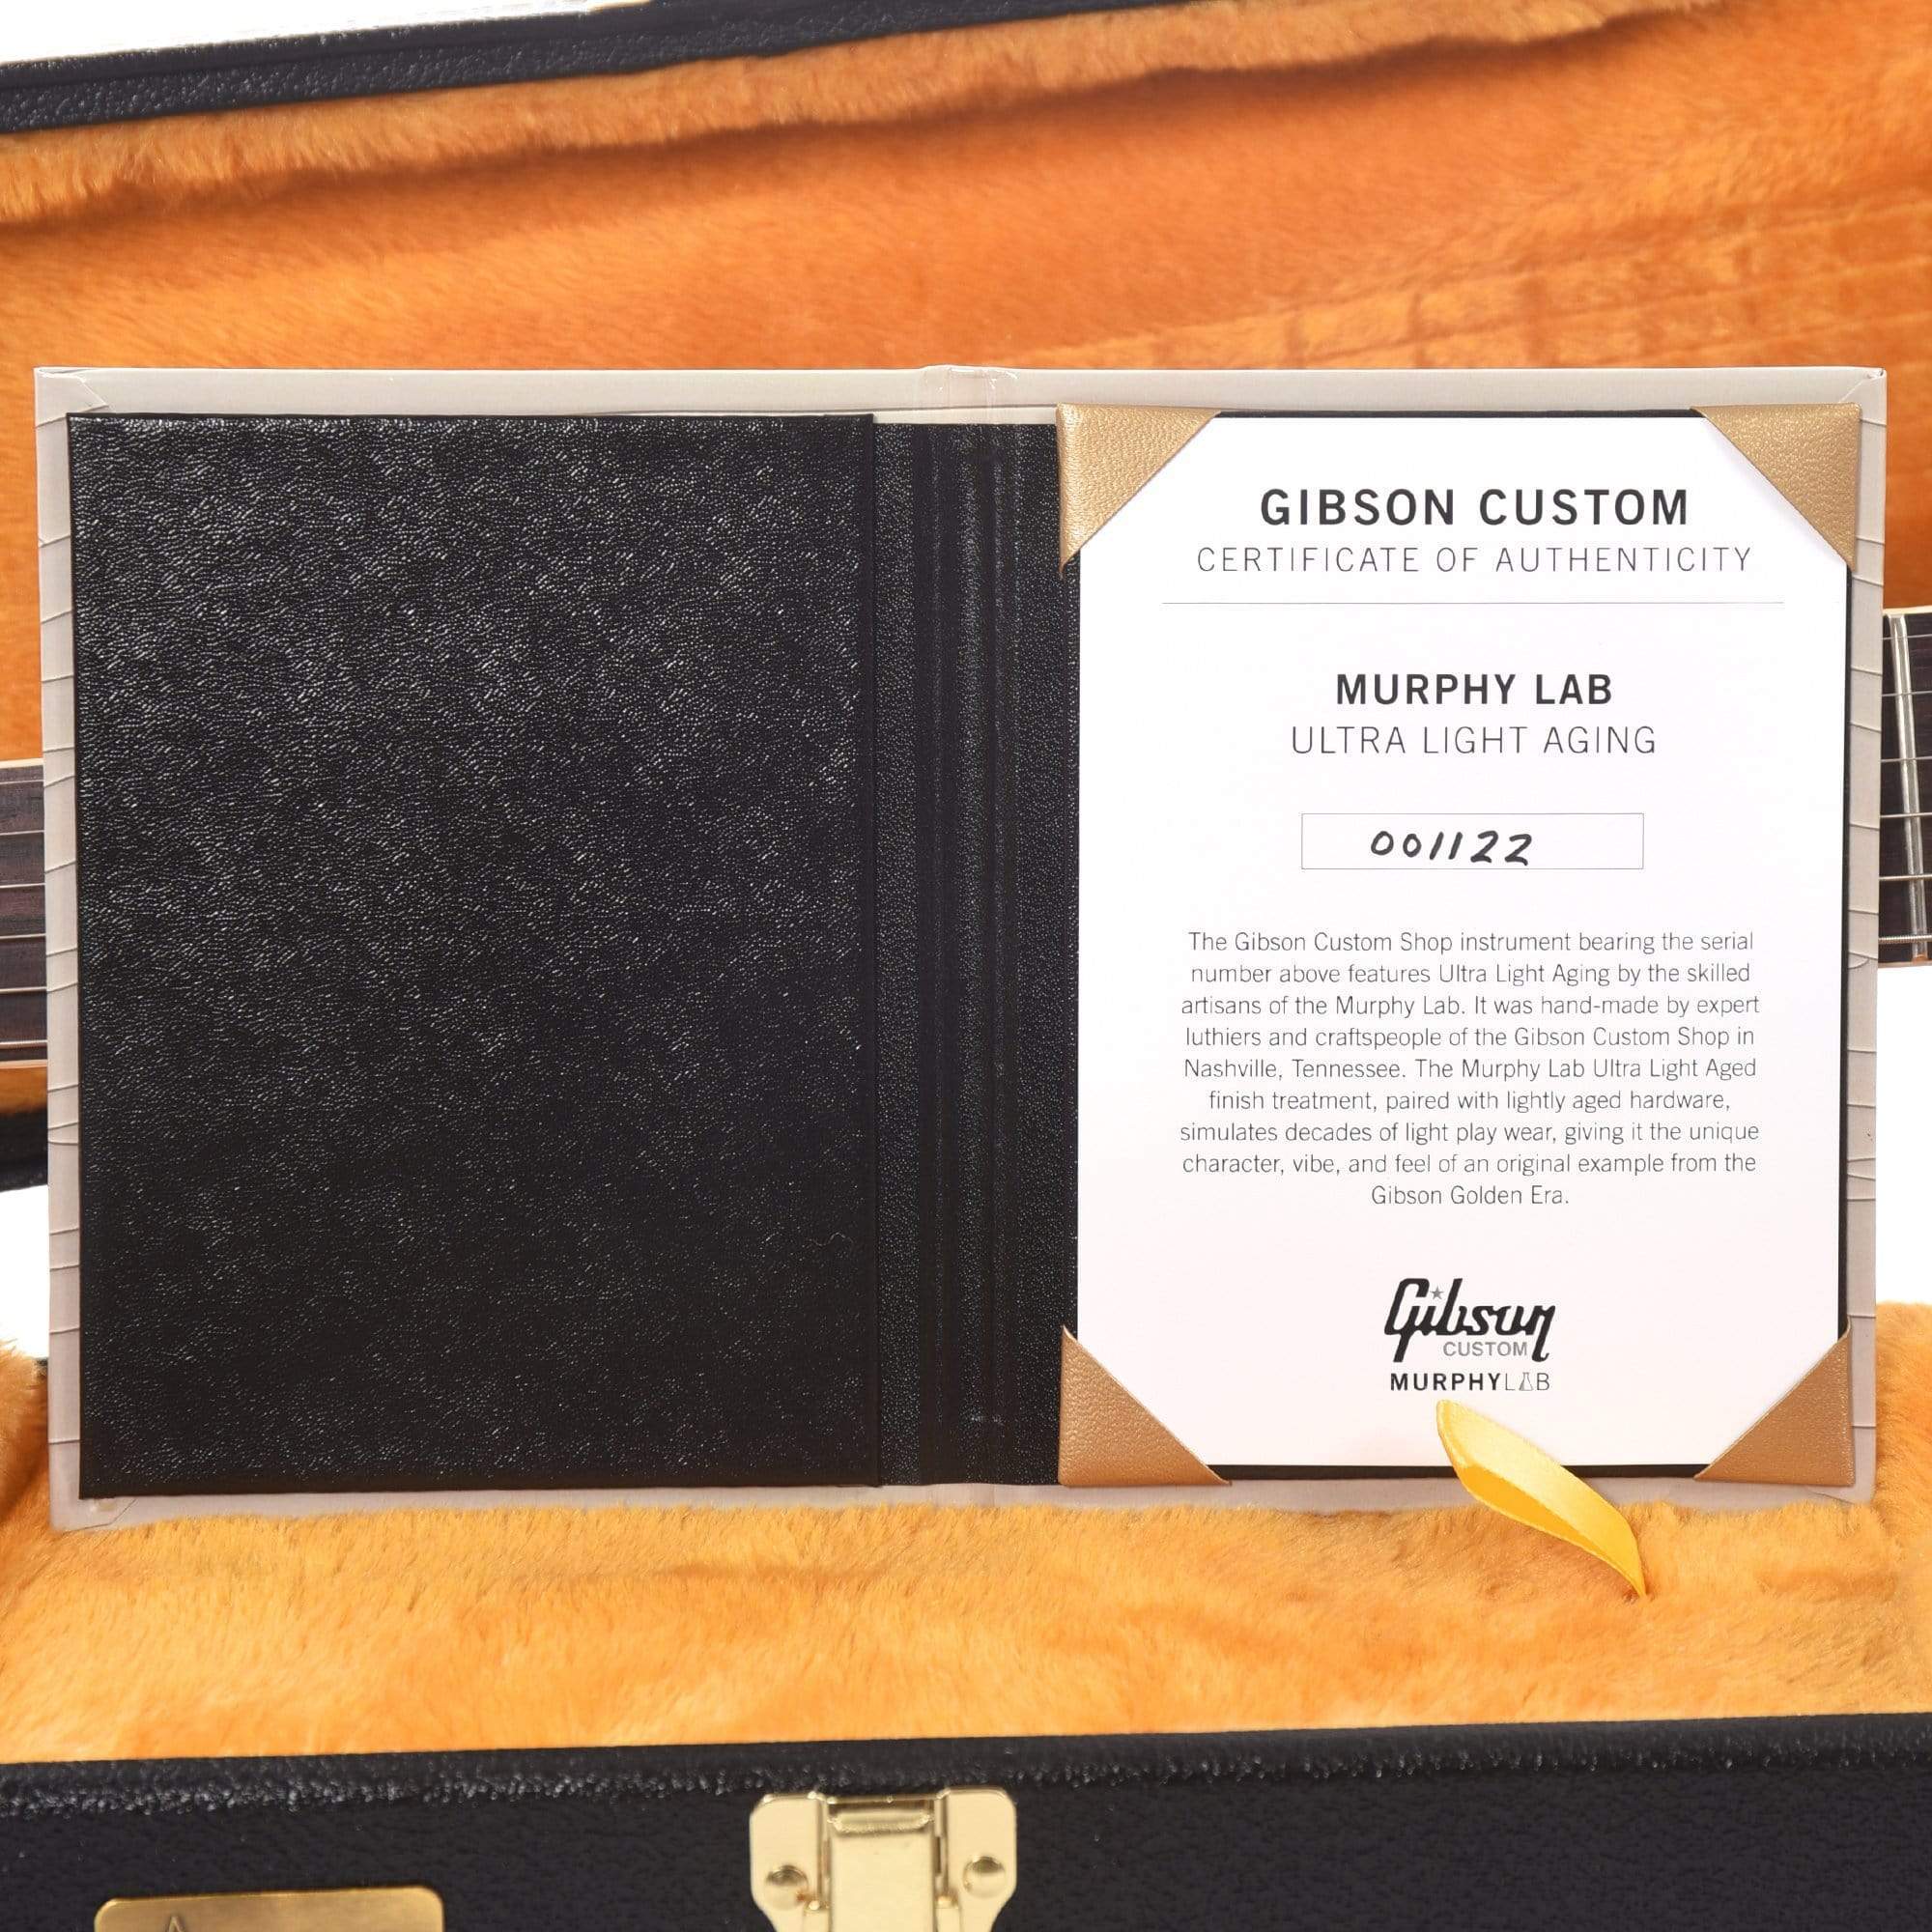 GIBSON CUSTOM
CERTIFICATE OF AUTHENTICITY
MURPHY LAB
ULTRA LIGHT AGING
001122
The Gibson Custom Shop instrument bearing the serial
number above features Ultra Light Aging by the skilled
artisans of the Murphy Lab. It was hand-made by expert
luthiers and craftspeople of the Gibson Custom Shop in
Nashville, Tennessee. The Murphy Lab Ultra Light Aged
finish treatment, paired with lightly aged hardware,
simulates decades of light play wear, giving it the unique
character, vibe, and feel of an original example from the
Gibson Golden Era.
Gibson
CUSTOM
MURPHYLAB